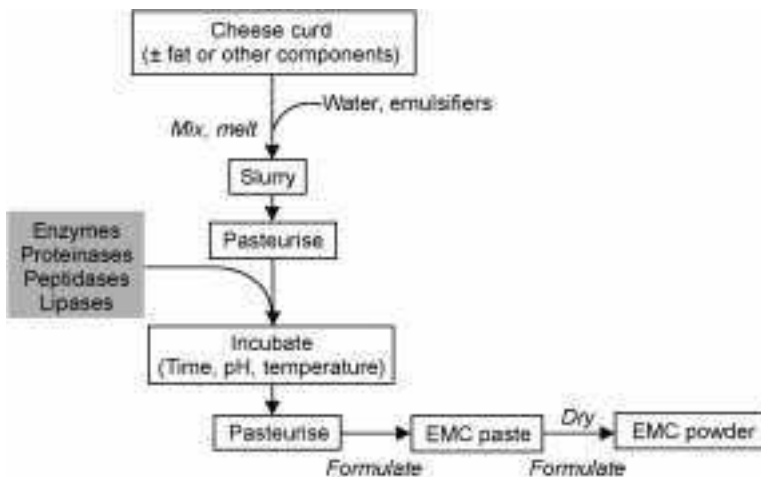 Cheese curd
(± fat or other components)
Water, emulsifiers
Mix, melt
Slurry
Pasteurise
Enzymes
Proteinases
Peptidases
Lipases
Incubate
(Time, pH, temperature)
Pasteurise
Formulate
EMC paste
Dry
Formulate
EMC powder